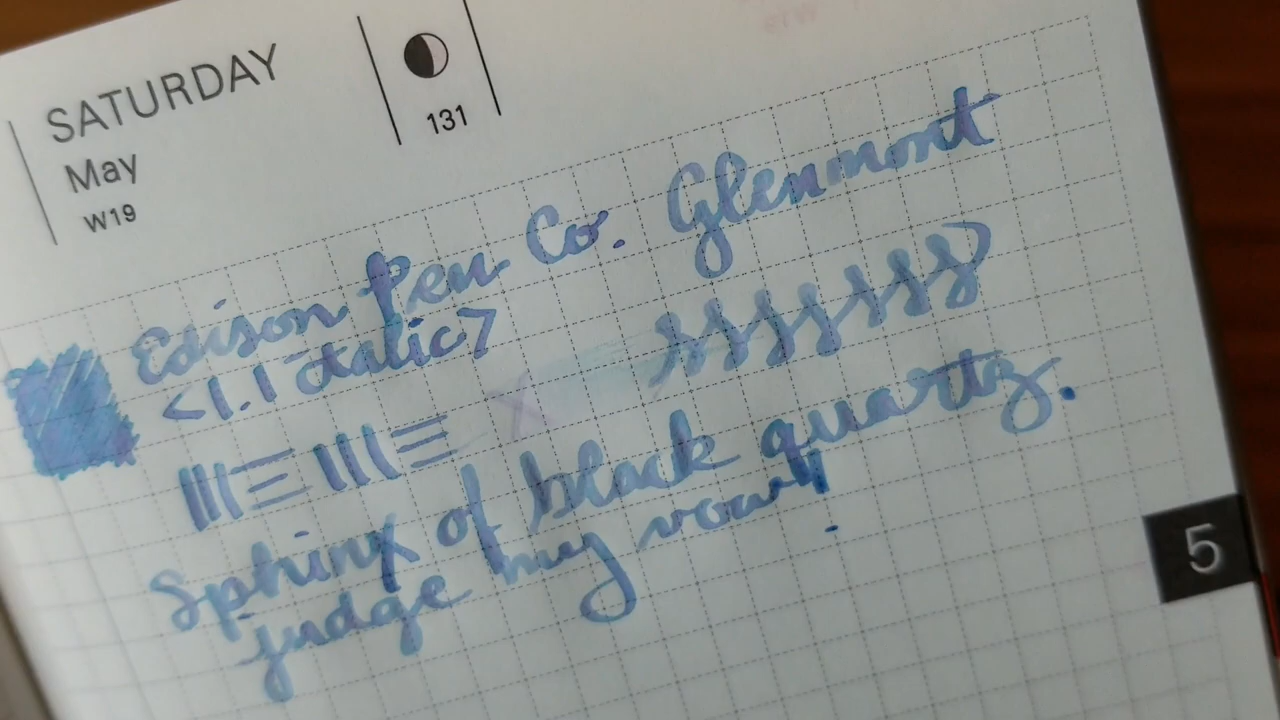 SATURDAY
May
W19
131
Edison Pen Co. Glenmont
<1.1 italic>
Sphinx of black quartz.
judge my vow!
5